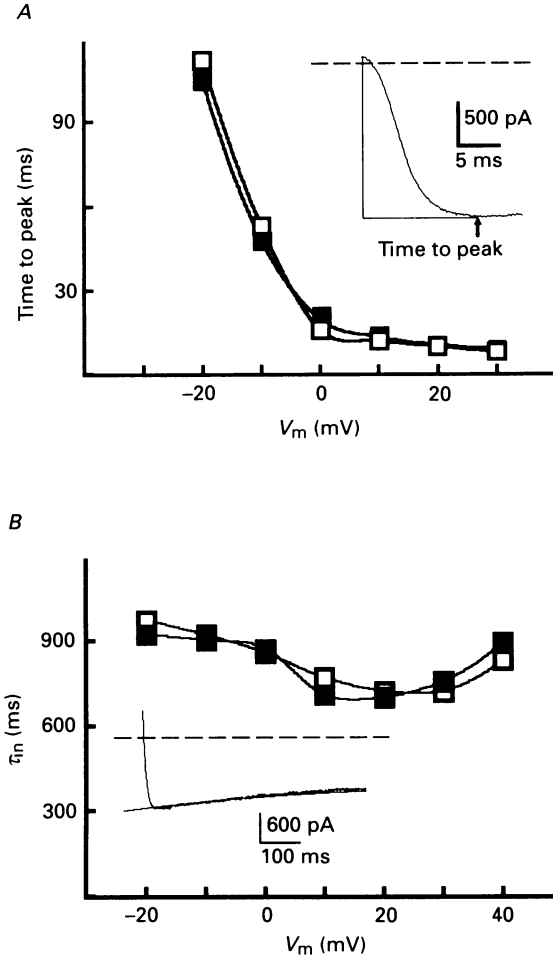 A
Time to peak (ms)
90
30
500 pA
5 ms
Time to peak
−20
0
20
Vm (mV)
B
τin (ms)
900
600
300
600 pA
100 ms
−20
0
20
40
Vm (mV)